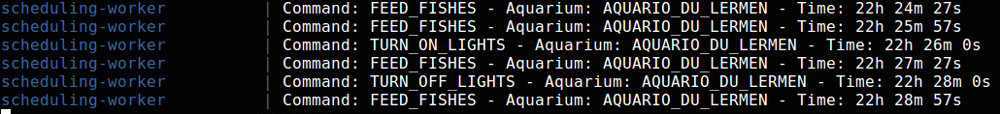 scheduling-worker | Command: FEED_FISHES - Aquarium: AQUARIO_DU_LERMEN - Time: 22h 24m 27s
scheduling-worker | Command: FEED_FISHES - Aquarium: AQUARIO_DU_LERMEN - Time: 22h 25m 57s
scheduling-worker | Command: TURN_ON_LIGHTS - Aquarium: AQUARIO_DU_LERMEN - Time: 22h 26m 0s
scheduling-worker | Command: FEED_FISHES - Aquarium: AQUARIO_DU_LERMEN - Time: 22h 27m 27s
scheduling-worker | Command: TURN_OFF_LIGHTS - Aquarium: AQUARIO_DU_LERMEN - Time: 22h 28m 0s
scheduling-worker | Command: FEED_FISHES - Aquarium: AQUARIO_DU_LERMEN - Time: 22h 28m 57s